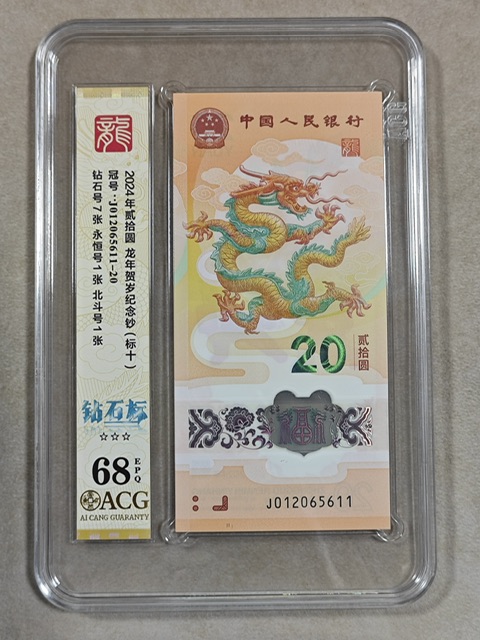 龍
2024年贰拾圆 龙年贺岁纪念钞（标十）
冠号·J012065611-20
钻石号7张 永恒号1张 北斗号1张
钻石标
☆☆☆
68 EPQ
ACG
AI CANG GUARANTY
中国人民银行
龍
20
贰拾圆
福
J012065611